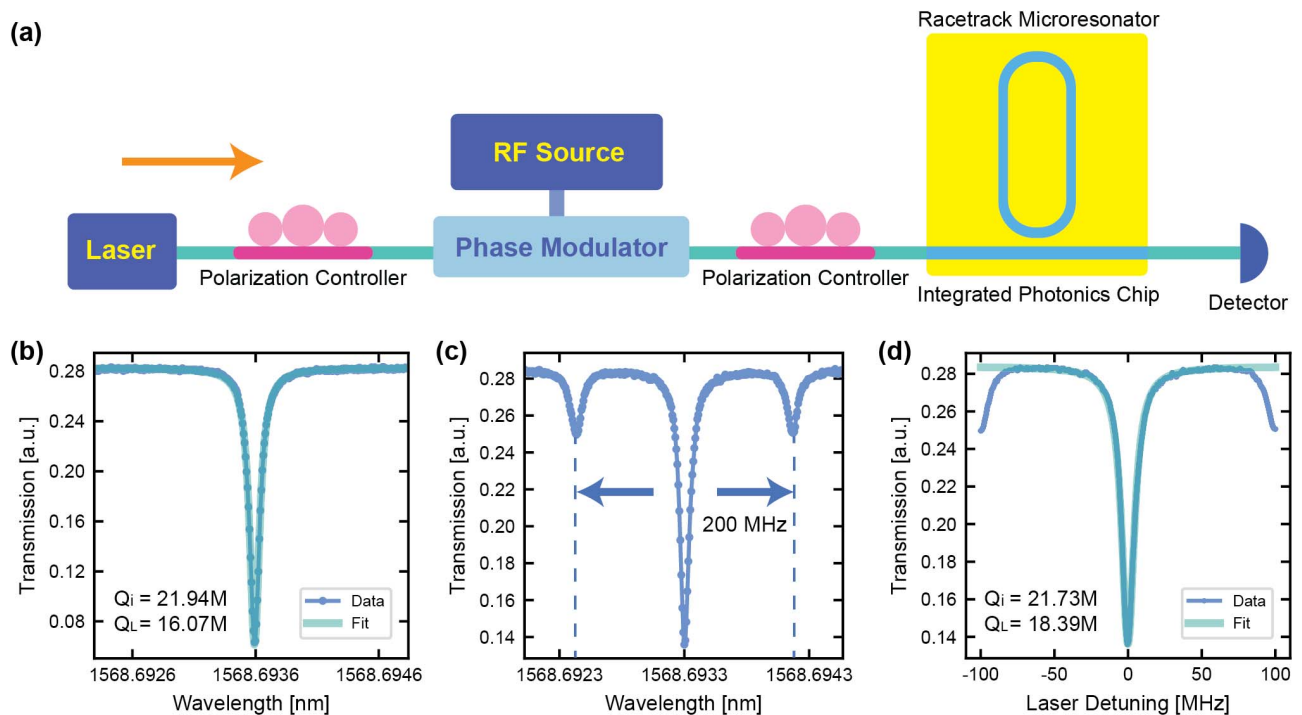 (a)
Racetrack Microresonator
RF Source
Laser
Phase Modulator
Polarization Controller
Polarization Controller
Integrated Photonics Chip
Detector
(b)
Transmission [a.u.]
0.28
0.24
0.20
0.16
0.12
0.08
Qi = 21.94M
QL = 16.07M
Data
Fit
1568.6926
1568.6936
1568.6946
Wavelength [nm]
(c)
Transmission [a.u.]
0.28
0.26
0.24
0.22
0.20
0.18
0.16
0.14
200 MHz
1568.6923
1568.6933
1568.6943
Wavelength [nm]
(d)
Transmission [a.u.]
0.28
0.26
0.24
0.22
0.20
0.18
0.16
0.14
Qi = 21.73M
QL = 18.39M
Data
Fit
-100
-50
0
50
100
Laser Detuning [MHz]